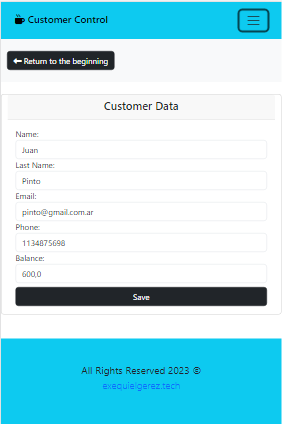 Customer Control
Return to the beginning
Customer Data
Name:
Juan
Last Name:
Pinto
Email:
pinto@gmail.com.ar
Phone:
1134875698
Balance:
600,0
Save
All Rights Reserved 2023 ©
exequielgerez.tech